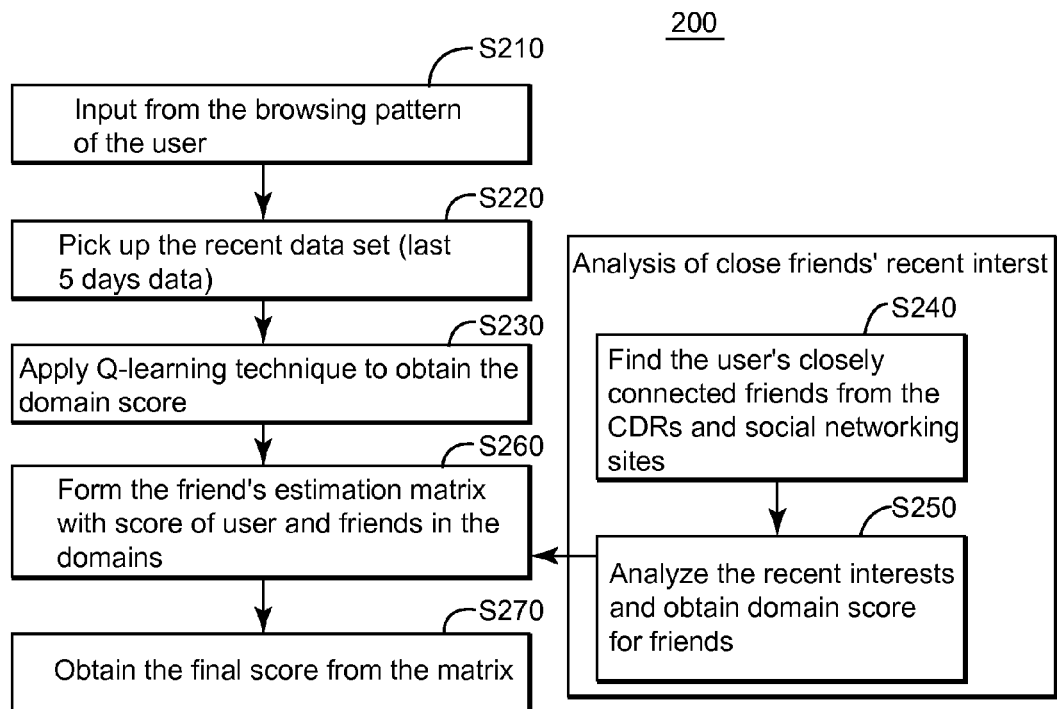 200
S210
Input from the browsing pattern
of the user
S220
Pick up the recent data set (last
5 days data)
S230
Apply Q-learning technique to obtain the
domain score
S260
Form the friend's estimation matrix
with score of user and friends in the
domains
S270
Obtain the final score from the matrix
Analysis of close friends' recent interst
S240
Find the user's closely
connected friends from the
CDRs and social networking
sites
S250
Analyze the recent interests
and obtain domain score
for friends